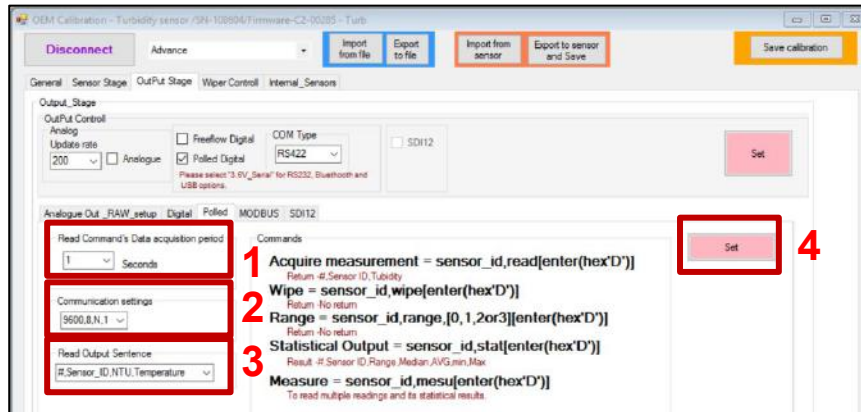 OEM Calibration - Turbidity sensor /SN-108604/Firmware-C2-00285 - Turb
Disconnect
Advance
Import from file
Export to file
Import from sensor
Export to sensor and Save
Save calibration
General Sensor Stage OutPut Stage Wiper Controll Internal_Sensors
Output_Stage
OutPut Control
Analog
Update rate
200
Analogue
Freeflow Digital
Polled Digital
COM Type
RS422
Please select "3.6V_Serial" for RS232, Bluethooth and
USB options.
SDI12
Set
Analogue Out _RAW_setup Digital Polled MODBUS SDI12
Read Command's Data acquistion period
1 Seconds
1
Communication settings
9600,8,N,1
2
Read Output Sentence
#,Sensor_ID,NTU,Temperature
3
Commands
Acquire measurement = sensor_id,read[enter(hex'D')]
Return -#,Sensor ID,Tubidity
Wipe = sensor_id,wipe[enter(hex'D')]
Return -No return
Range = sensor_id,range,[0,1,2or3][enter(hex'D')]
Return -No return
Statistical Output = sensor_id,stat[enter(hex'D')]
Result -#,Sensor ID,Range,Median,AVG,min,Max
Measure = sensor_id,mesu[enter(hex'D')]
To read multiple readings and its statistical results.
Set
4